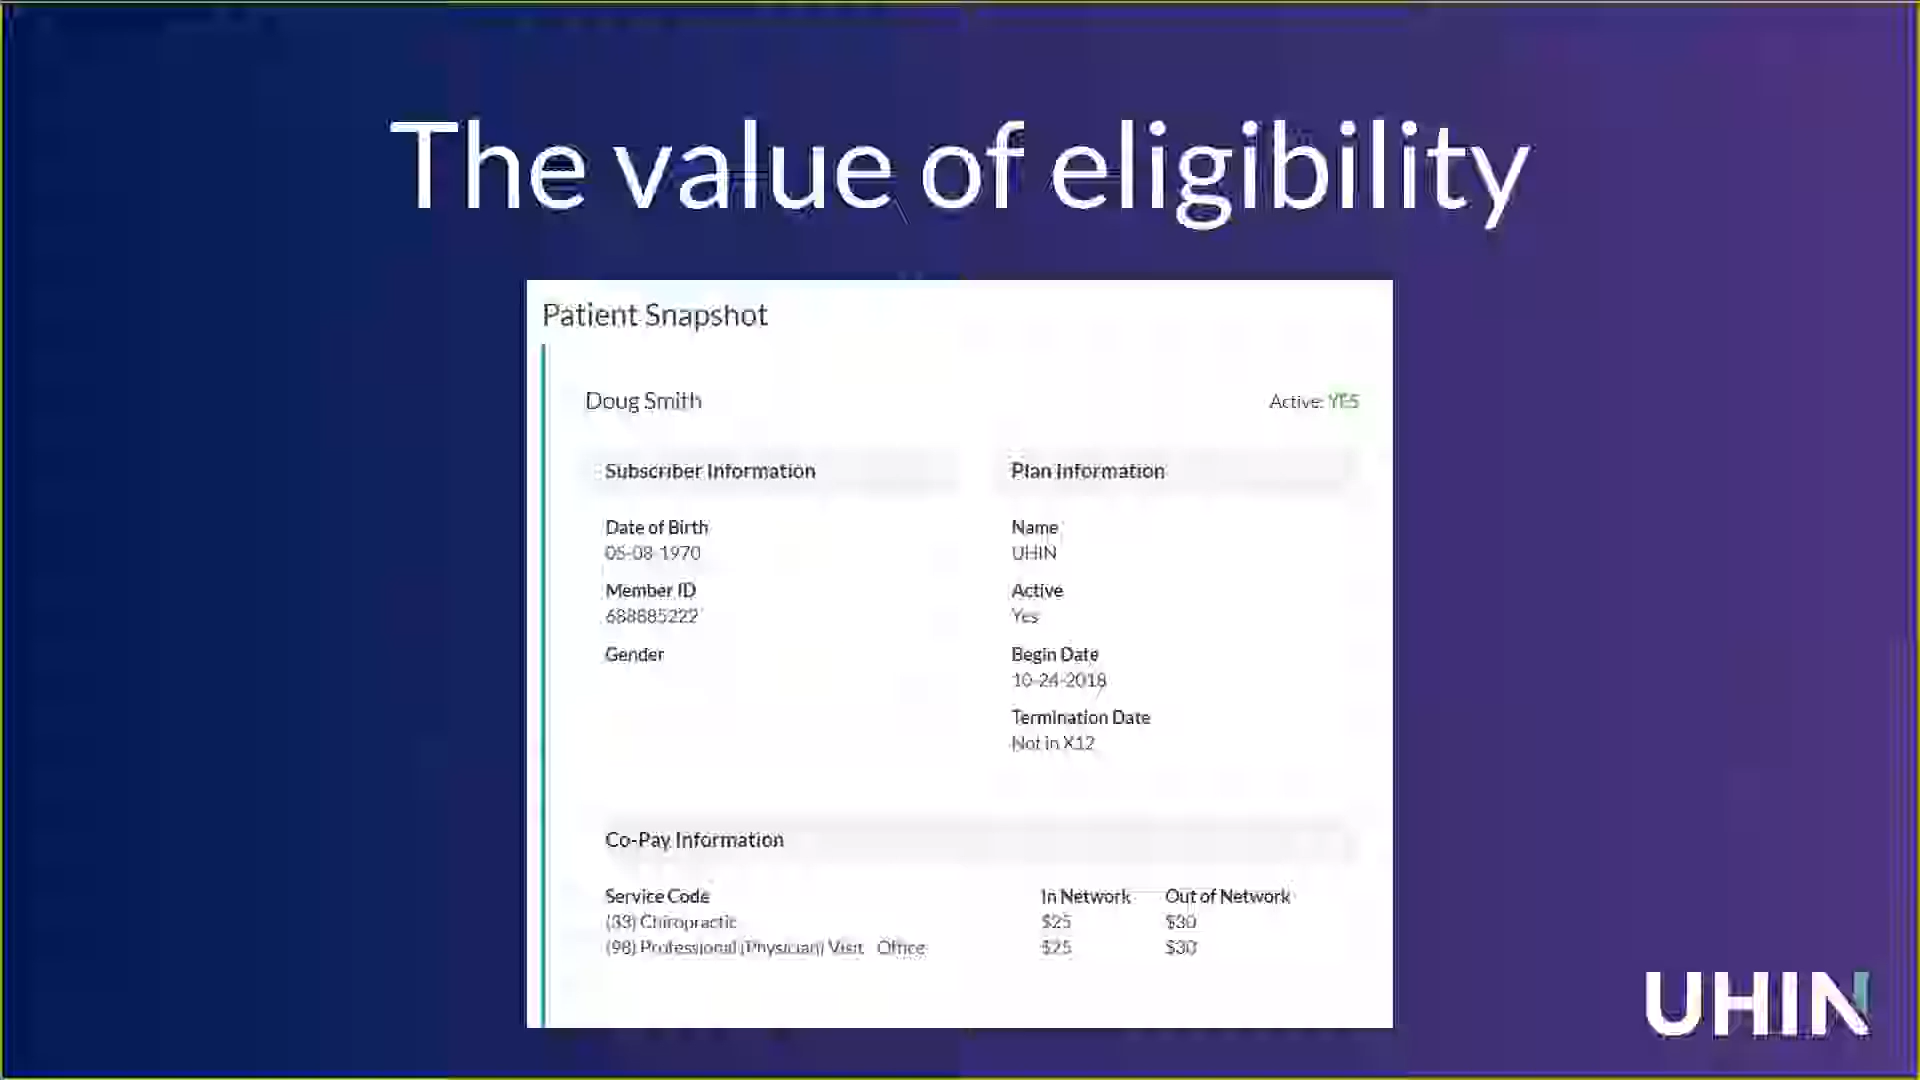 The value of eligibility
Patient Snapshot
Doug Smith
Active: YES
Subscriber Information
Plan Information
Date of Birth
05-08-1970
Member ID
688885222
Gender
Name
UHIN
Active
Yes
Begin Date
10-24-2018
Termination Date
Not in X12
Co-Pay Information
Service Code In Network Out of Network
(33) Chiropractic $25 $30
(98) Professional (Physician) Visit Office $25 $30
UHIN